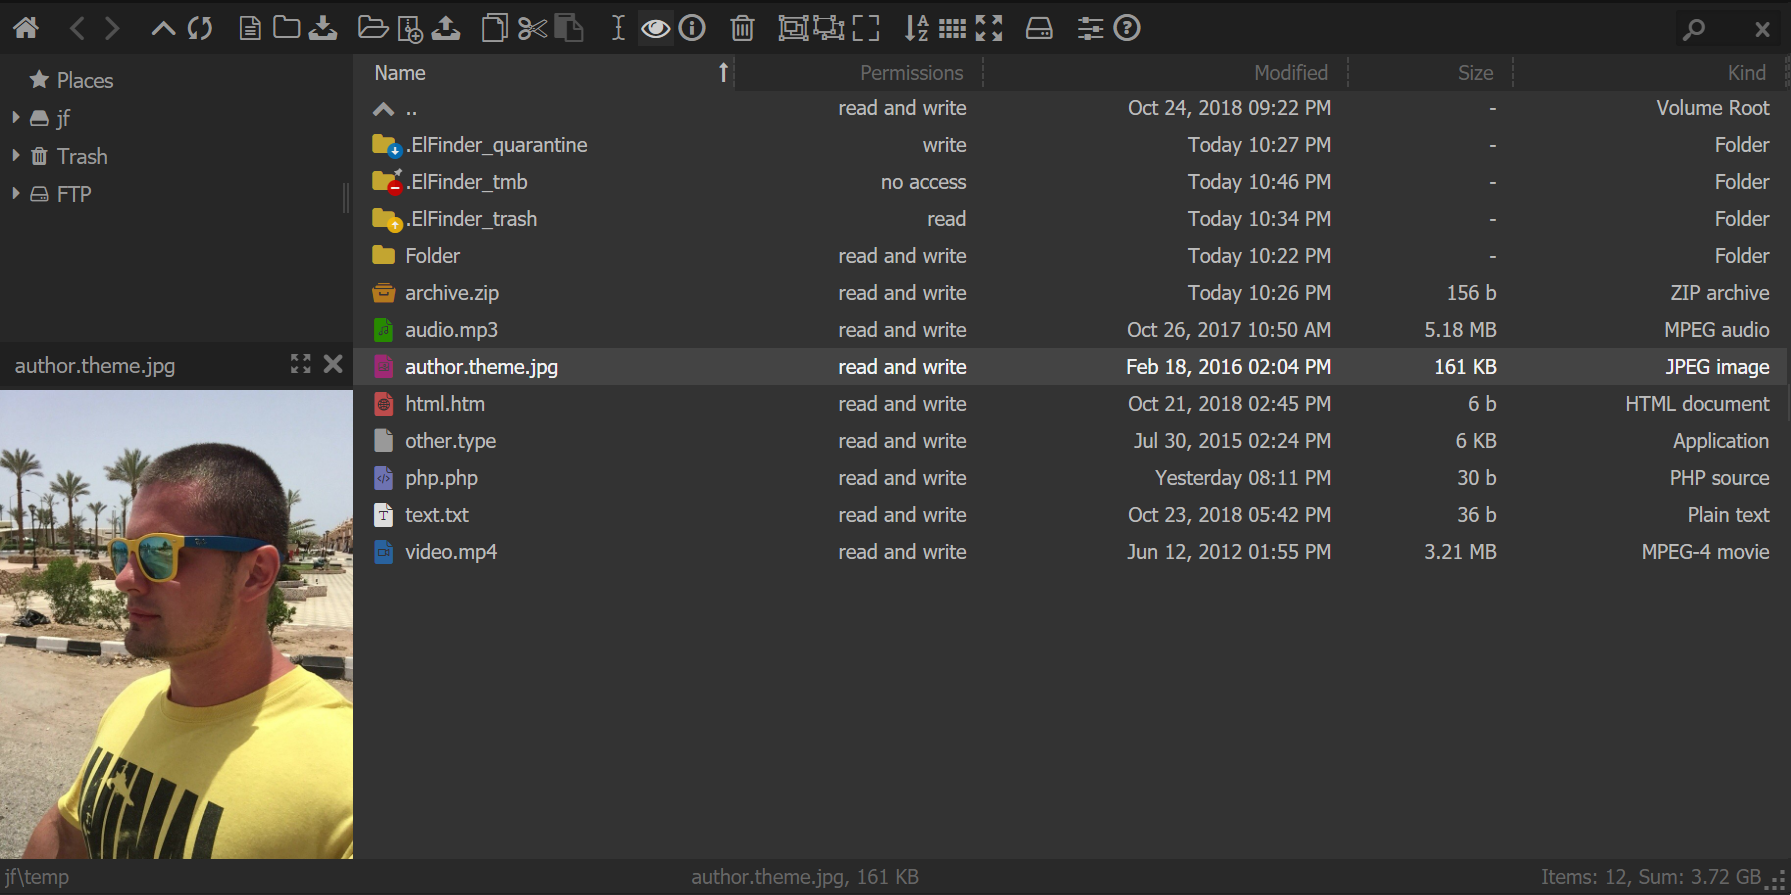 Places
jf
Trash
FTP
author.theme.jpg
Name Permissions Modified Size Kind
.. read and write Oct 24, 2018 09:22 PM - Volume Root
.ElFinder_quarantine write Today 10:27 PM - Folder
.ElFinder_tmb no access Today 10:46 PM - Folder
.ElFinder_trash read Today 10:34 PM - Folder
Folder read and write Today 10:22 PM - Folder
archive.zip read and write Today 10:26 PM 156 b ZIP archive
audio.mp3 read and write Oct 26, 2017 10:50 AM 5.18 MB MPEG audio
author.theme.jpg read and write Feb 18, 2016 02:04 PM 161 KB JPEG image
html.htm read and write Oct 21, 2018 02:45 PM 6 b HTML document
other.type read and write Jul 30, 2015 02:24 PM 6 KB Application
php.php read and write Yesterday 08:11 PM 30 b PHP source
text.txt read and write Oct 23, 2018 05:42 PM 36 b Plain text
video.mp4 read and write Jun 12, 2012 01:55 PM 3.21 MB MPEG-4 movie
jf\temp author.theme.jpg, 161 KB Items: 12, Sum: 3.72 GB